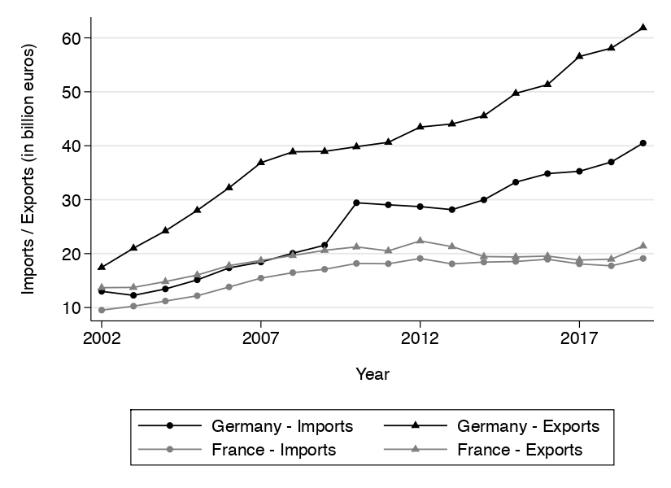 Imports / Exports (in billion euros)
60
50
40
30
20
10
2002 2007 2012 2017
Year
Germany - Imports Germany - Exports
France - Imports France - Exports